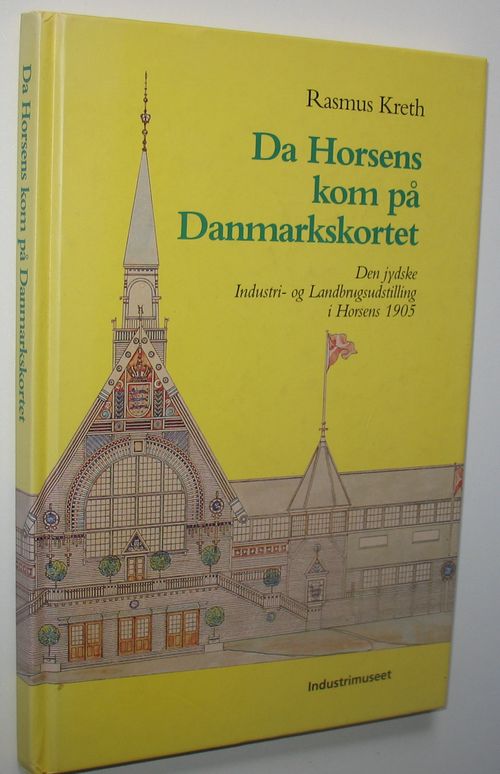 Da Horsens kom på Danmarkskortet
Rasmus Kreth
Da Horsens
kom på
Danmarkskortet
Den jydske
Industri- og Landbrugsudstilling
i Horsens 1905
Industrimuseet